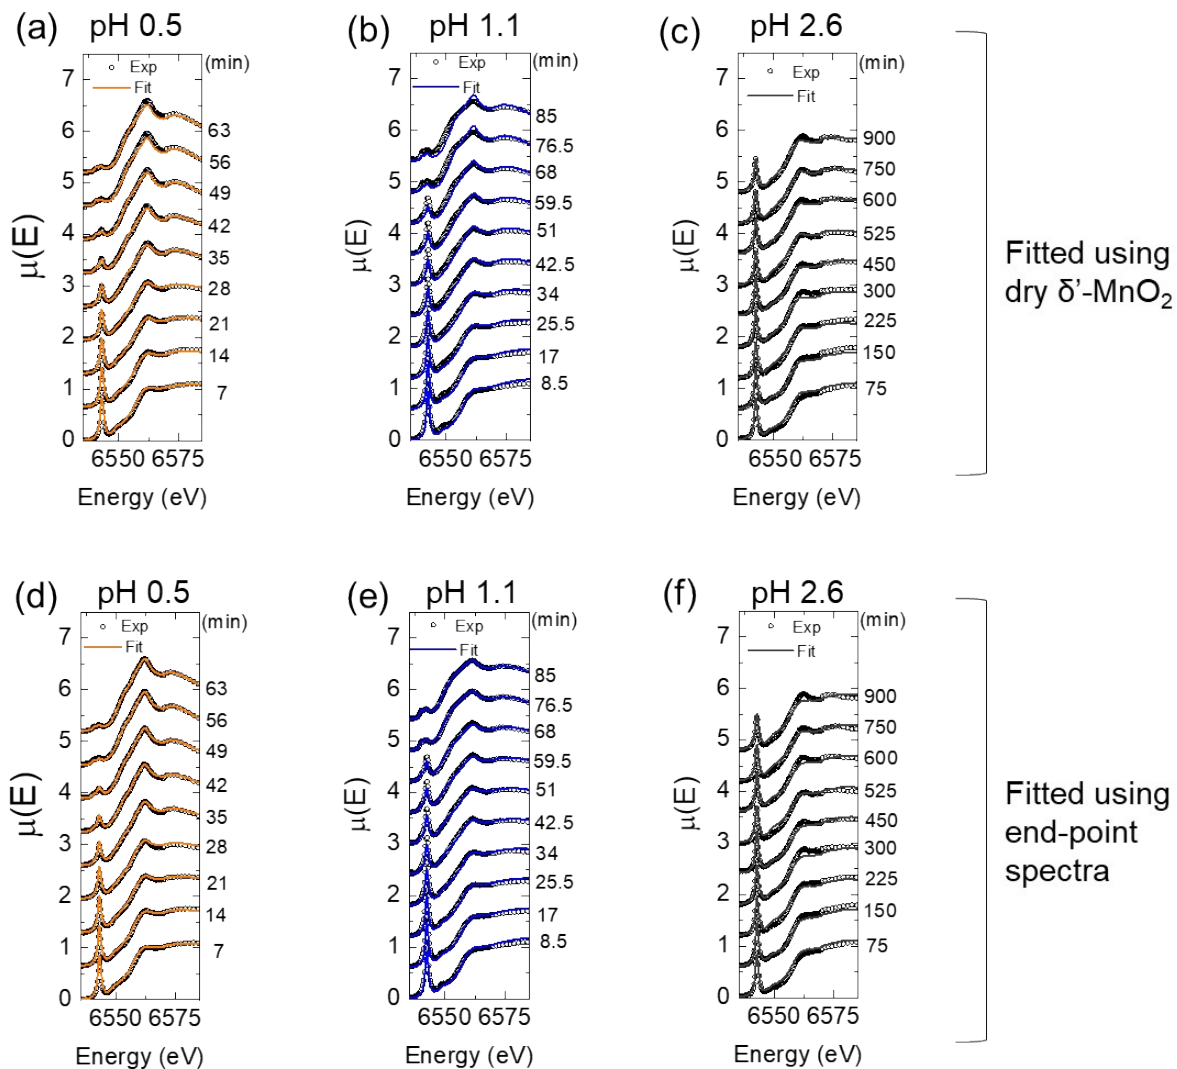 (a) pH 0.5
(b) pH 1.1
(c) pH 2.6
Exp
Fit
(min)
7
6
5
4
3
2
1
0
63
56
49
42
35
28
21
14
7
μ(E)
6550 6575
Energy (eV)
Exp
Fit
(min)
7
6
5
4
3
2
1
0
85
76.5
68
59.5
51
42.5
34
25.5
17
8.5
μ(E)
6550 6575
Energy (eV)
Exp
Fit
(min)
7
6
5
4
3
2
1
0
900
750
600
525
450
300
225
150
75
μ(E)
6550 6575
Energy (eV)
Fitted using
dry δ’-MnO₂
(d) pH 0.5
(e) pH 1.1
(f) pH 2.6
Exp
Fit
(min)
7
6
5
4
3
2
1
0
63
56
49
42
35
28
21
14
7
μ(E)
6550 6575
Energy (eV)
Exp
Fit
(min)
7
6
5
4
3
2
1
0
85
76.5
68
59.5
51
42.5
34
25.5
17
8.5
μ(E)
6550 6575
Energy (eV)
Exp
Fit
(min)
7
6
5
4
3
2
1
0
900
750
600
525
450
300
225
150
75
μ(E)
6550 6575
Energy (eV)
Fitted using
end-point
spectra